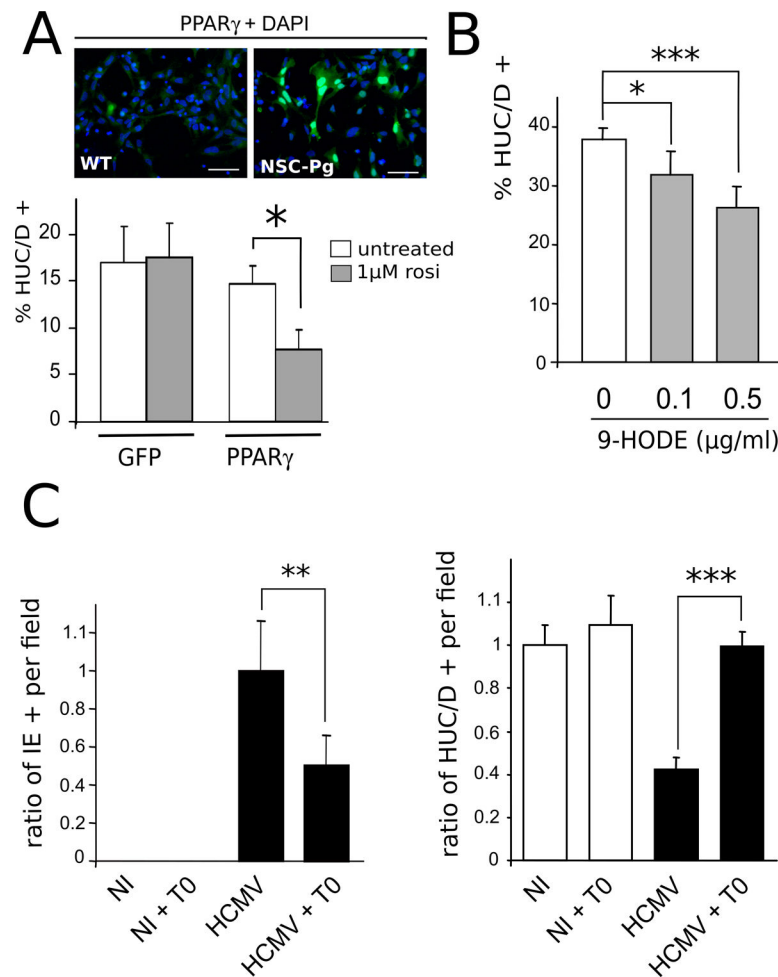 A
PPARγ + DAPI
WT
NSC-Pg
% HUC/D +
15
10
5
0
*
untreated
1µM rosi
GFP
PPARγ
B
% HUC/D +
40
30
20
10
0
*
***
0 0.1 0.5
9-HODE (µg/ml)
C
ratio of IE + per field
1.1
1
0.8
0.6
0.4
0.2
0
**
NI
NI + T0
HCMV
HCMV + T0
ratio of HUC/D + per field
1.1
1
0.8
0.6
0.4
0.2
0
***
NI
NI + T0
HCMV
HCMV + T0